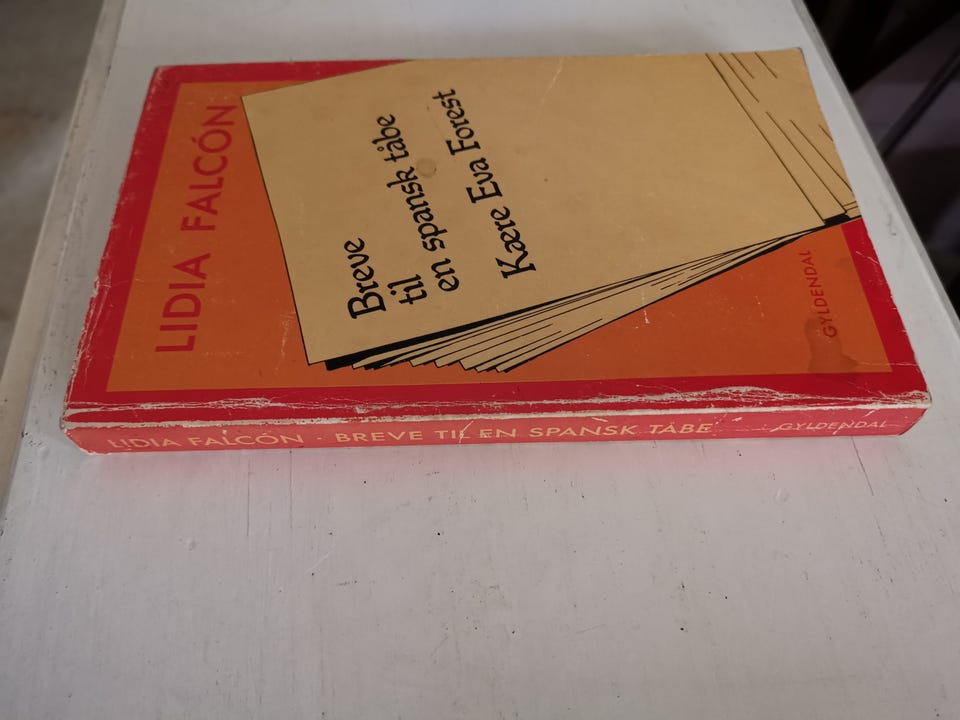 LIDIA FALCÓN
Breve
til
en spansk tåbe
Kære Eva Forest
GYLDENDAL
LIDIA FALCÓN · BREVE TIL EN SPANSK TÅBE GYLDENDAL